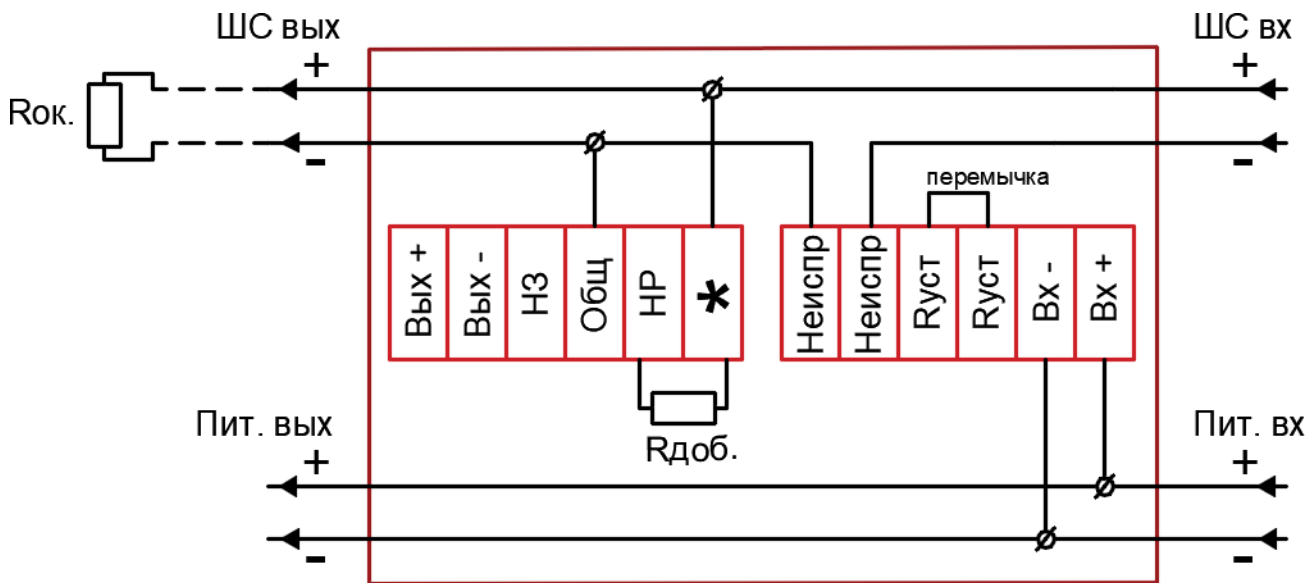 ШС вых
ШС вх
+
+
Rок.
-
-
перемычка
Вых +
Вых -
НЗ
Общ
НР
*
Неиспр
Неиспр
Rуст
Rуст
Вх -
Вх +
Rдоб.
Пит. вых
Пит. вх
+
+
-
-